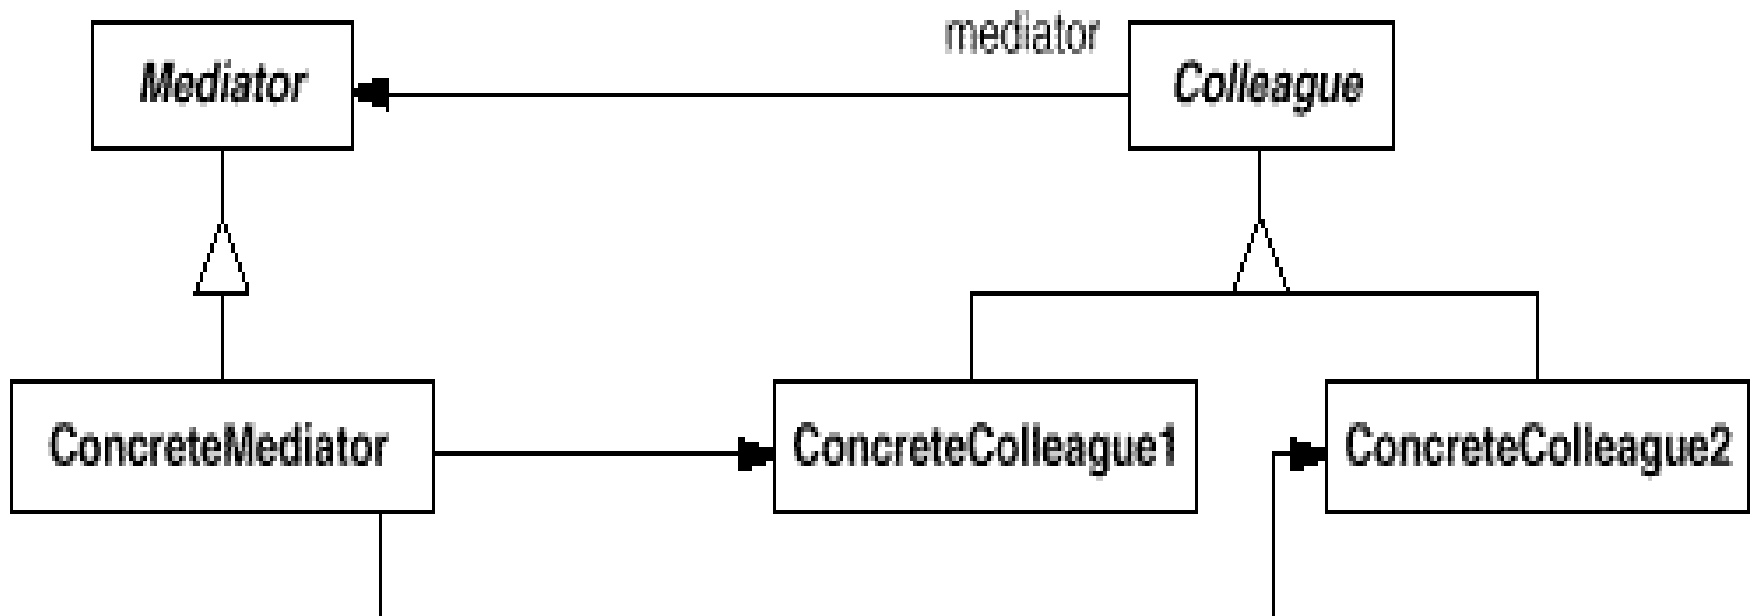 mediator
Mediator
Colleague
ConcreteMediator
ConcreteColleague1
ConcreteColleague2